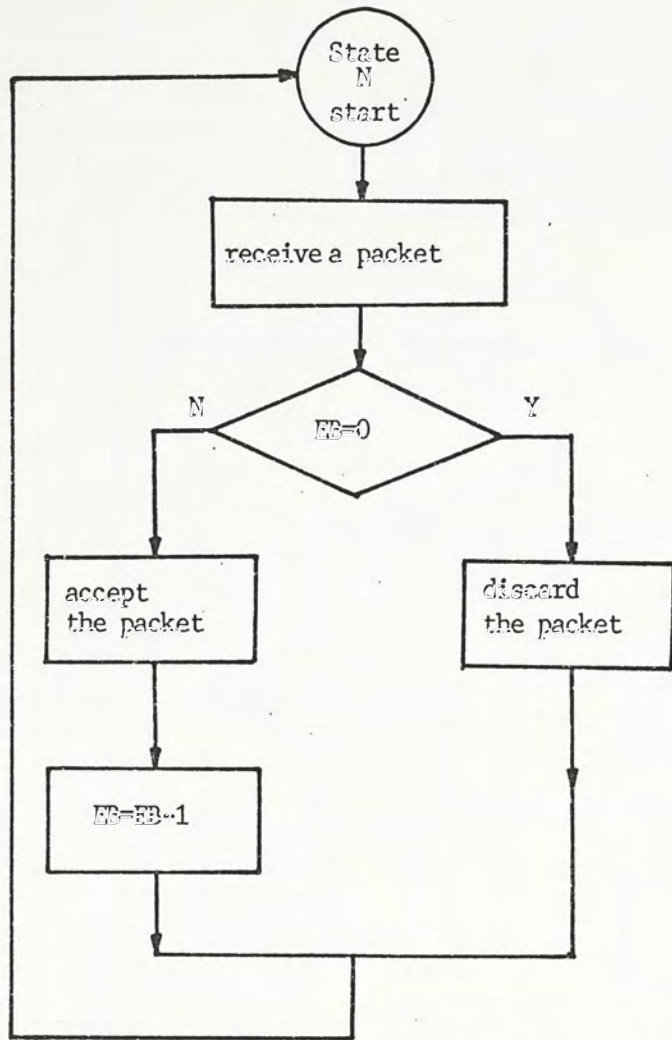 State
N
start
receive a packet
EB=0
N
Y
accept
the packet
discard
the packet
EB=EB-1